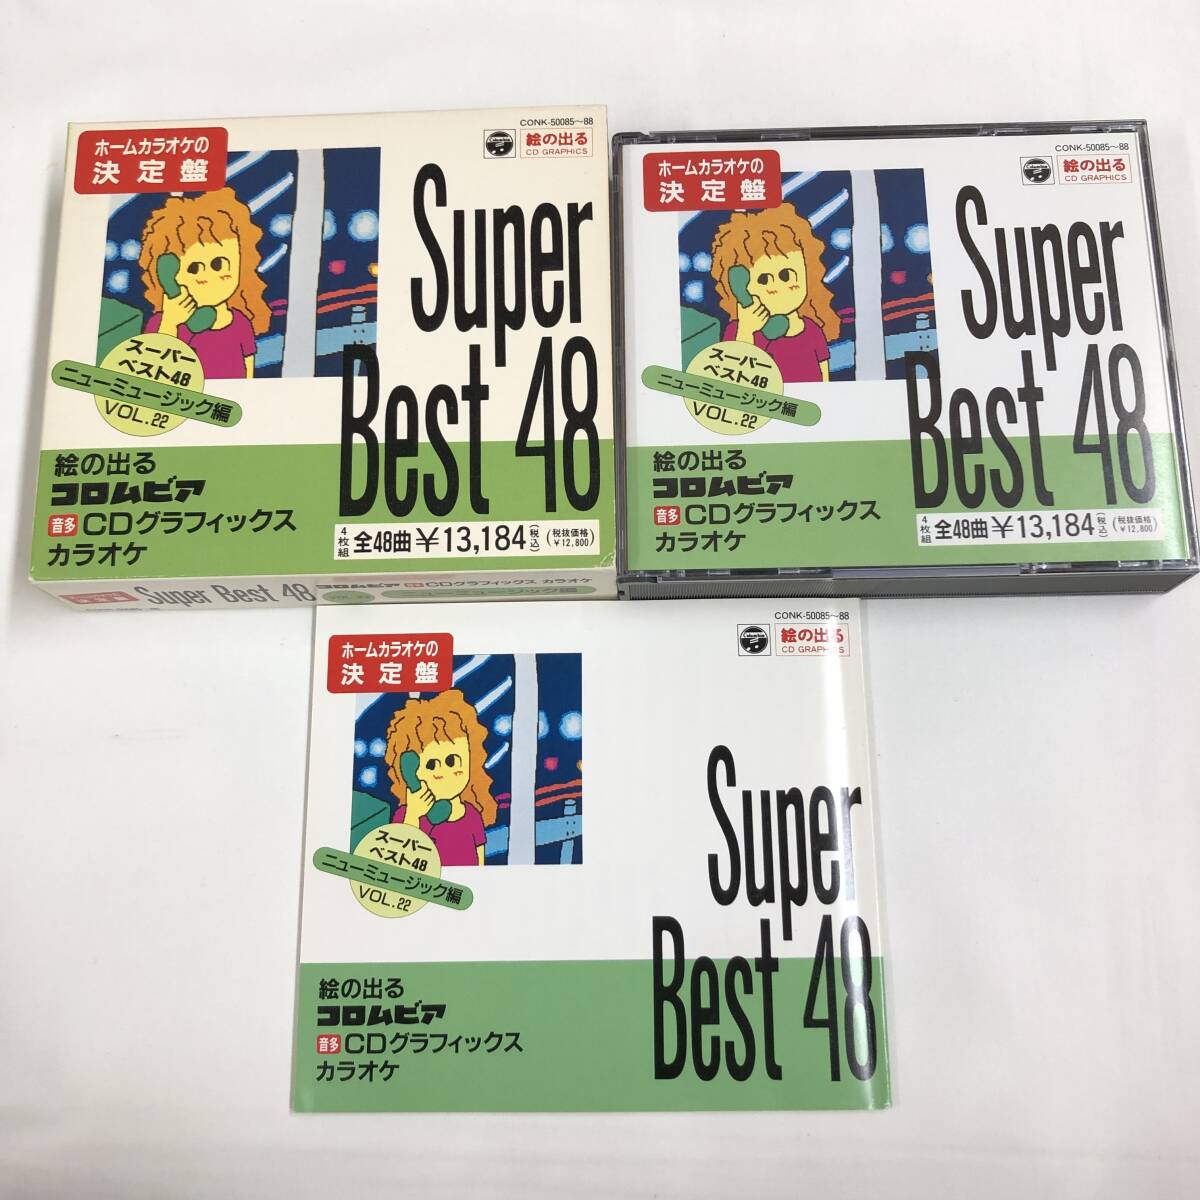 CONK-50085〜88
ホームカラオケの
決定盤
Columbia
絵の出る
CD GRAPHICS
Super
Best 48
スーパー
ベスト48
ニューミュージック編
VOL.22
絵の出る
コロムビア
音多 CDグラフィックス
カラオケ
4枚組 全48曲 ¥13,184(税込) (税抜価格 ¥12,800)
Super Best 48 コロムビア 音多 CDグラフィックス カラオケ
VOL.22 ニューミュージック編
CONK-50085〜88
ホームカラオケの
決定盤
Columbia
絵の出る
CD GRAPHICS
Super
Best 48
スーパー
ベスト48
ニューミュージック編
VOL.22
絵の出る
コロムビア
音多 CDグラフィックス
カラオケ
4枚組 全48曲 ¥13,184(税込) (税抜価格 ¥12,800)
CONK-50085〜88
ホームカラオケの
決定盤
Columbia
絵の出る
CD GRAPHICS
Super
Best 48
スーパー
ベスト48
ニューミュージック編
VOL.22
絵の出る
コロムビア
音多 CDグラフィックス
カラオケ